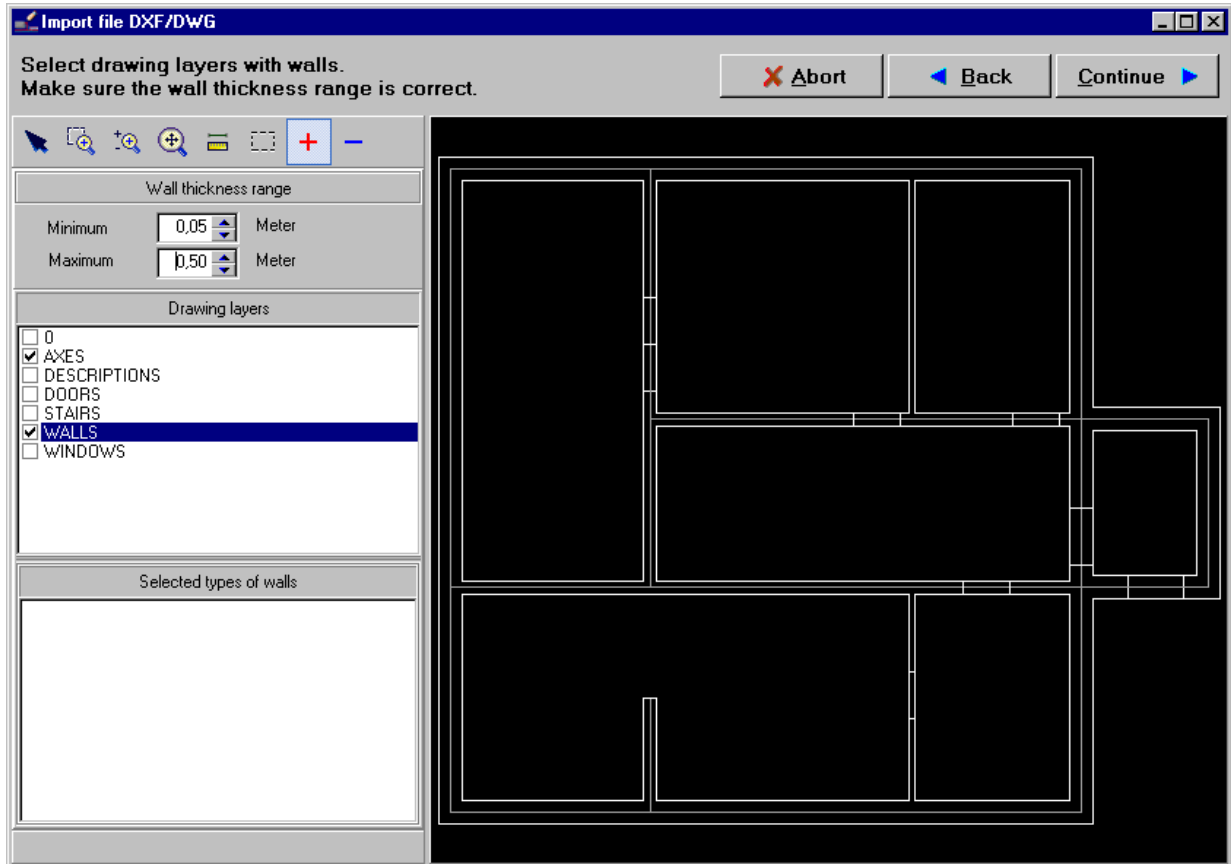 Import file DXF/DWG
Select drawing layers with walls.
Make sure the wall thickness range is correct.
Abort
Back
Continue
Wall thickness range
Minimum 0,05 Meter
Maximum 0,50 Meter
Drawing layers
0
AXES
DESCRIPTIONS
DOORS
STAIRS
WALLS
WINDOWS
Selected types of walls